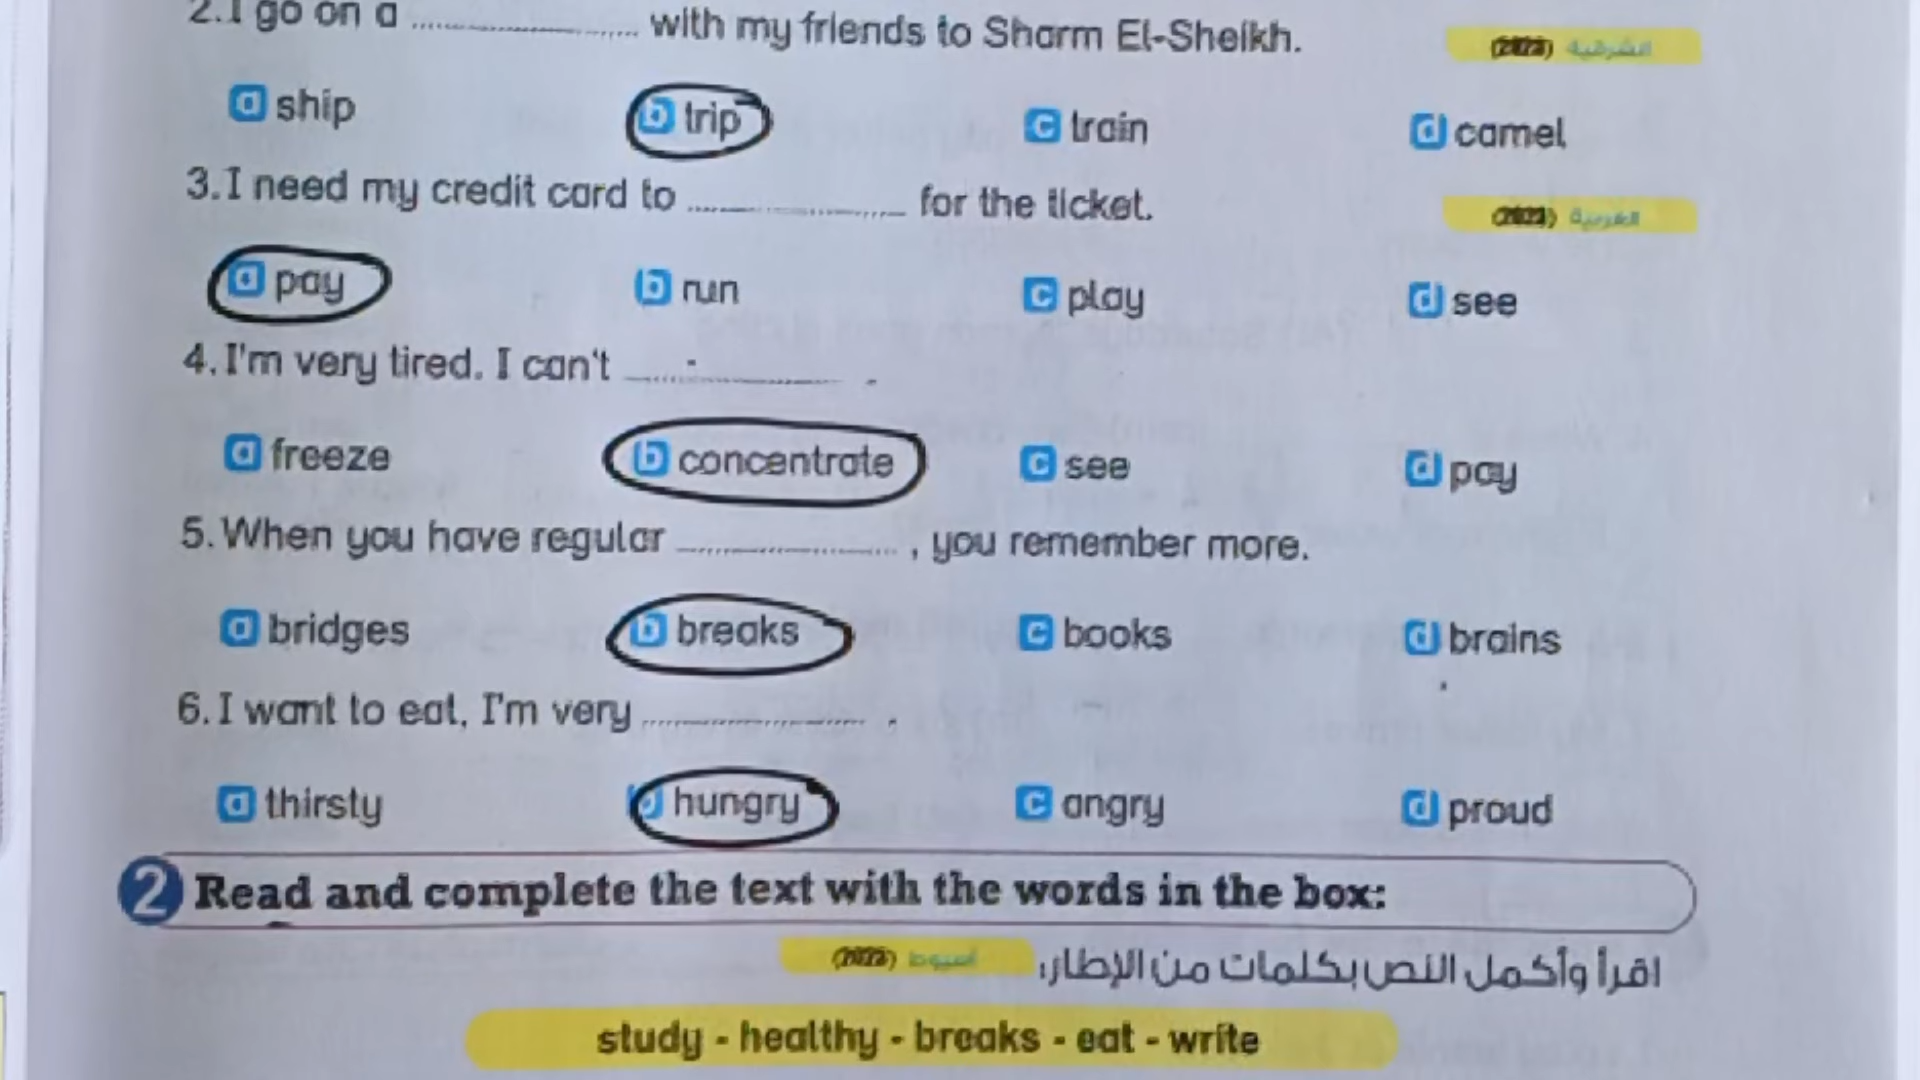 2. I go on a .................... with my friends to Sharm El-Sheikh. الشرقية
a ship b trip c train d camel
3. I need my credit card to .................... for the ticket. الغربية
a pay b run c play d see
4. I'm very tired. I can't .................... .
a freeze b concentrate c see d pay
5. When you have regular .................... , you remember more.
a bridges b breaks c books d brains
6. I want to eat, I'm very .................... .
a thirsty b hungry c angry d proud
2 Read and complete the text with the words in the box:
اقرأ وأكمل النص بكلمات من الإطار: أسيوط
study - healthy - breaks - eat - write